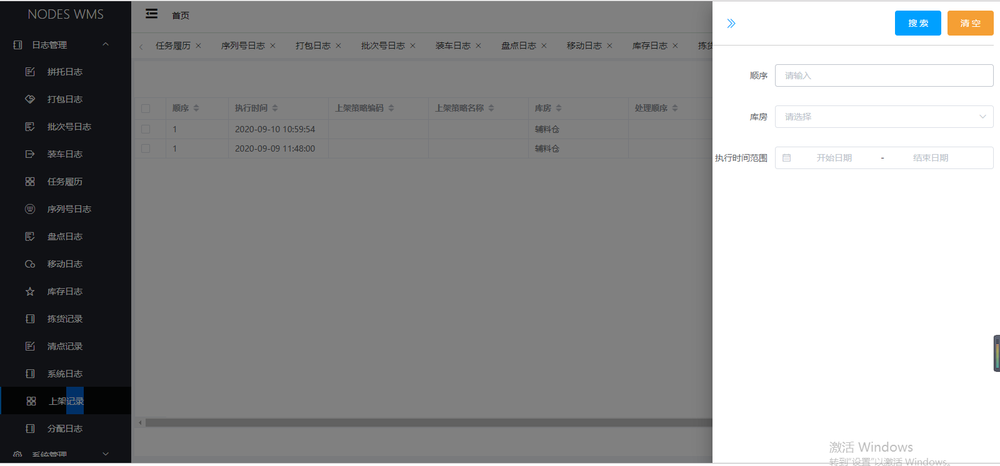 NODES WMS
首页
搜 索
清 空
日志管理
拼托日志
打包日志
批次号日志
装车日志
任务履历
序列号日志
盘点日志
移动日志
库存日志
拣货记录
清点记录
系统日志
上架记录
分配日志
系统管理
任务履历 序列号日志 打包日志 批次号日志 装车日志 盘点日志 移动日志 库存日志 拣
顺序 执行时间 上架策略编码 上架策略名称 库房 处理顺序
1 2020-09-10 10:59:54 辅料仓
1 2020-09-09 11:48:00 辅料仓
顺序 请输入
库房 请选择
执行时间范围 开始日期 - 结束日期
激活 Windows
转到"设置"以激活 Windows。